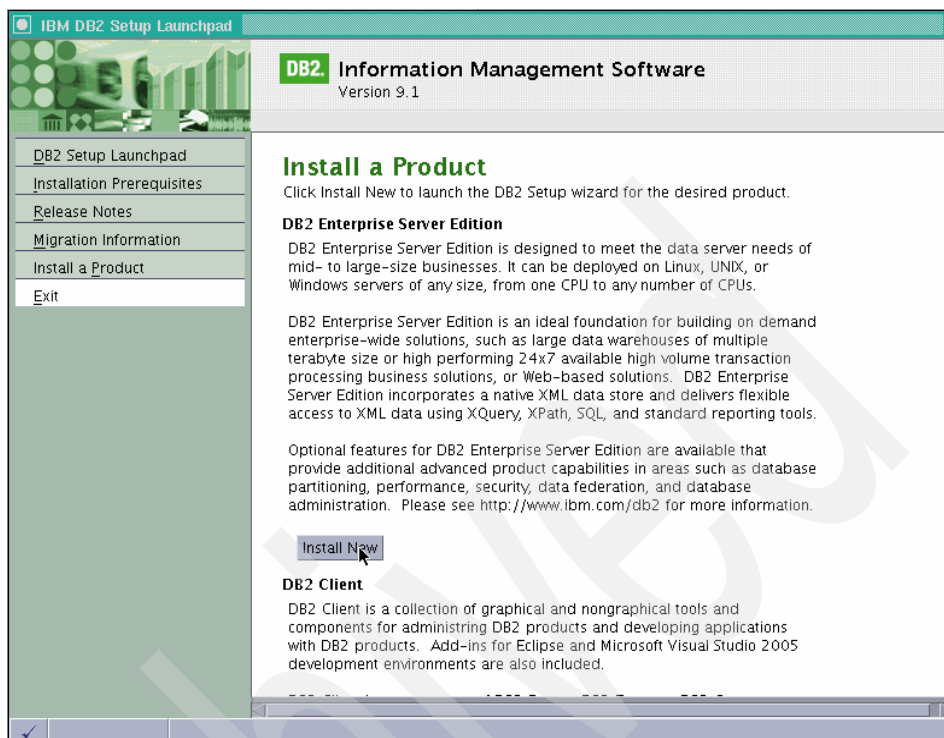 IBM DB2 Setup Launchpad
DB2. Information Management Software
Version 9.1
DB2 Setup Launchpad
Installation Prerequisites
Release Notes
Migration Information
Install a Product
Exit
Install a Product
Click Install New to launch the DB2 Setup wizard for the desired product.
DB2 Enterprise Server Edition
DB2 Enterprise Server Edition is designed to meet the data server needs of
mid- to large-size businesses. It can be deployed on Linux, UNIX, or
Windows servers of any size, from one CPU to any number of CPUs.
DB2 Enterprise Server Edition is an ideal foundation for building on demand
enterprise-wide solutions, such as large data warehouses of multiple
terabyte size or high performing 24x7 available high volume transaction
processing business solutions, or Web-based solutions. DB2 Enterprise
Server Edition incorporates a native XML data store and delivers flexible
access to XML data using XQuery, XPath, SQL, and standard reporting tools.
Optional features for DB2 Enterprise Server Edition are available that
provide additional advanced product capabilities in areas such as database
partitioning, performance, security, data federation, and database
administration. Please see http://www.ibm.com/db2 for more information.
Install New
DB2 Client
DB2 Client is a collection of graphical and nongraphical tools and
components for administring DB2 products and developing applications
with DB2 products. Add-ins for Eclipse and Microsoft Visual Studio 2005
development environments are also included.